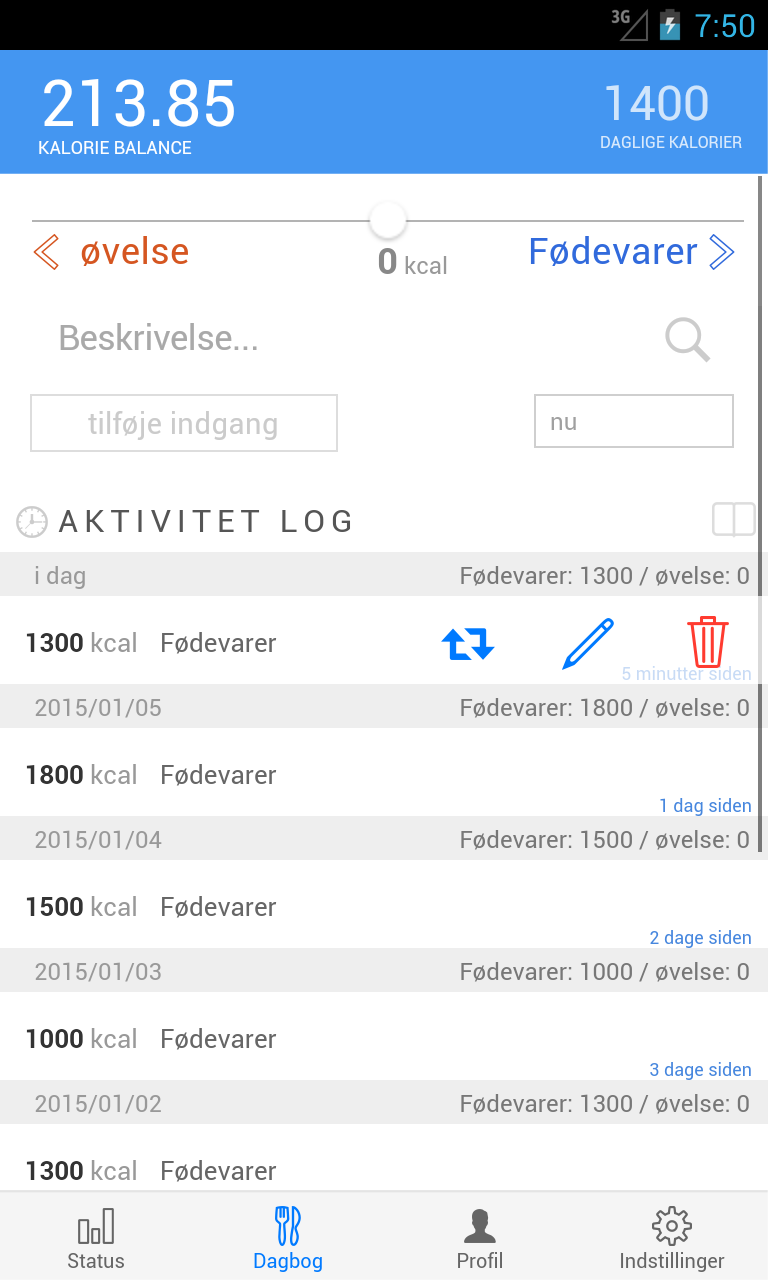 3G 7:50
213.85 1400
KALORIE BALANCE DAGLIGE KALORIER
øvelse 0 kcal Fødevarer
Beskrivelse...
tilføje indgang nu
AKTIVITET LOG
i dag Fødevarer: 1300 / øvelse: 0
1300 kcal Fødevarer
5 minutter siden
2015/01/05 Fødevarer: 1800 / øvelse: 0
1800 kcal Fødevarer
1 dag siden
2015/01/04 Fødevarer: 1500 / øvelse: 0
1500 kcal Fødevarer
2 dage siden
2015/01/03 Fødevarer: 1000 / øvelse: 0
1000 kcal Fødevarer
3 dage siden
2015/01/02 Fødevarer: 1300 / øvelse: 0
1300 kcal Fødevarer
Status Dagbog Profil Indstillinger